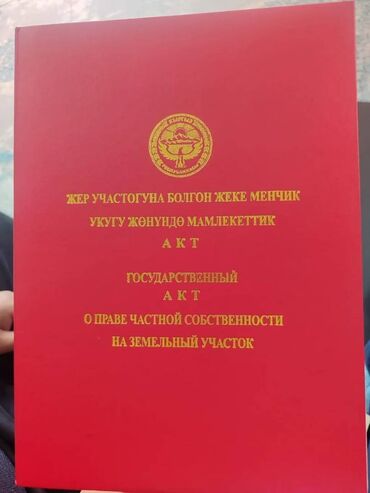 ЖЕР УЧАСТОГУНА БОЛГОН ЖЕКЕ МЕНЧИК
УКУГУ ЖӨНҮНДӨ МАМЛЕКЕТТИК
АКТ
ГОСУДАРСТВЕННЫЙ
АКТ
О ПРАВЕ ЧАСТНОЙ СОБСТВЕННОСТИ
НА ЗЕМЕЛЬНЫЙ УЧАСТОК